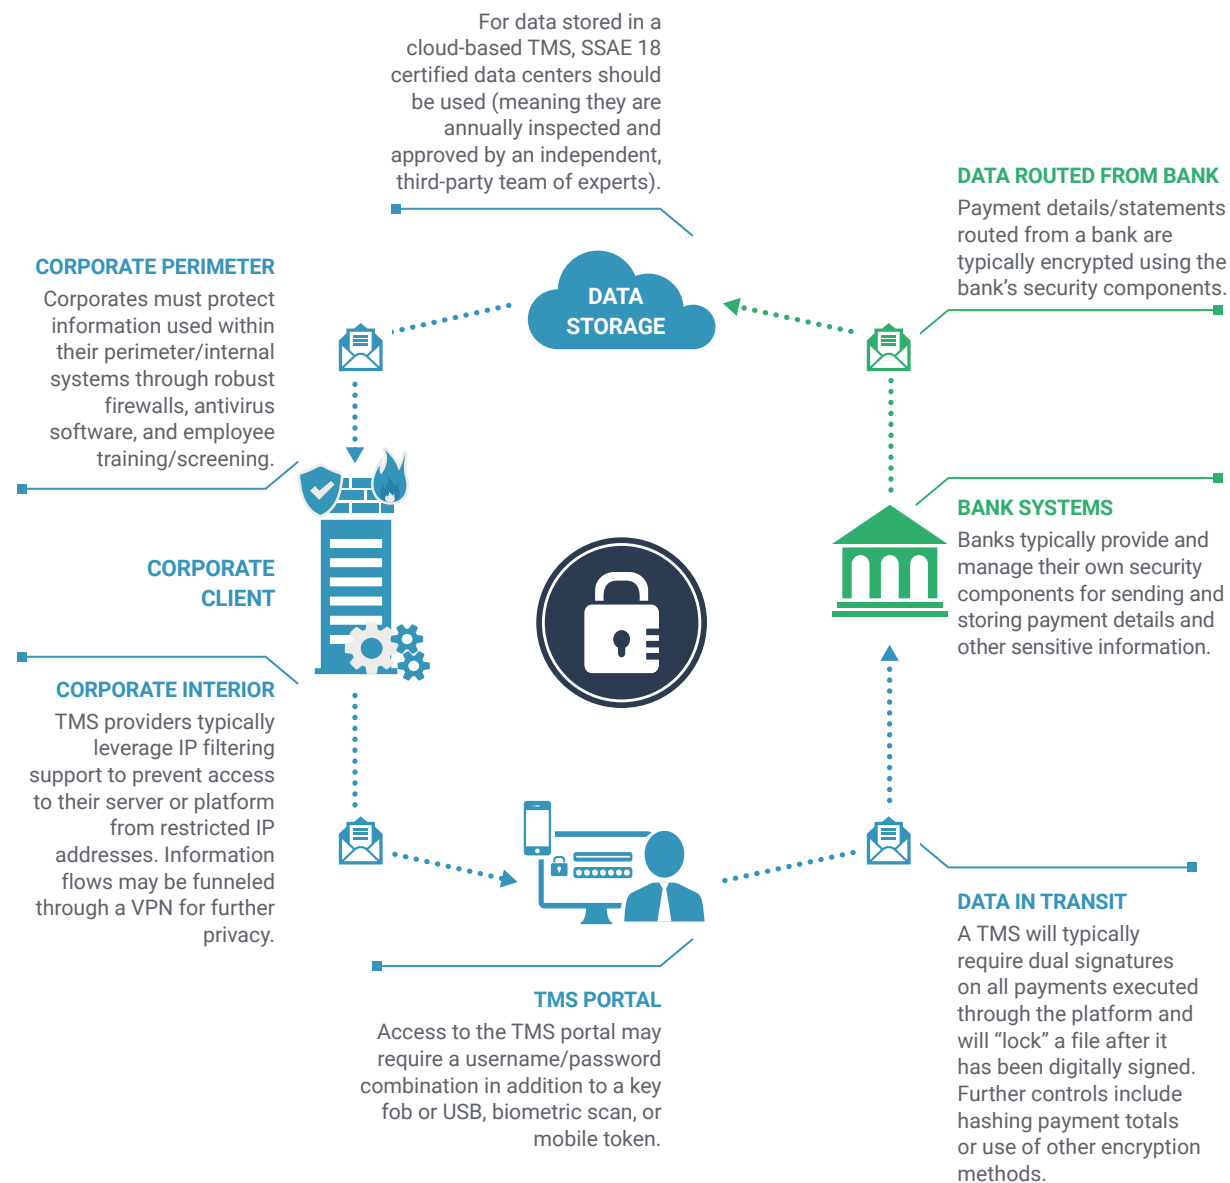 For data stored in a
cloud-based TMS, SSAE 18
certified data centers should
be used (meaning they are
annually inspected and
approved by an independent,
third-party team of experts).
DATA
STORAGE
DATA ROUTED FROM BANK
Payment details/statements
routed from a bank are
typically encrypted using the
bank’s security components.
CORPORATE PERIMETER
Corporates must protect
information used within
their perimeter/internal
systems through robust
firewalls, antivirus
software, and employee
training/screening.
CORPORATE
CLIENT
BANK SYSTEMS
Banks typically provide and
manage their own security
components for sending and
storing payment details and
other sensitive information.
CORPORATE INTERIOR
TMS providers typically
leverage IP filtering
support to prevent access
to their server or platform
from restricted IP
addresses. Information
flows may be funneled
through a VPN for further
privacy.
TMS PORTAL
Access to the TMS portal may
require a username/password
combination in addition to a key
fob or USB, biometric scan, or
mobile token.
DATA IN TRANSIT
A TMS will typically
require dual signatures
on all payments executed
through the platform and
will “lock” a file after it
has been digitally signed.
Further controls include
hashing payment totals
or use of other encryption
methods.